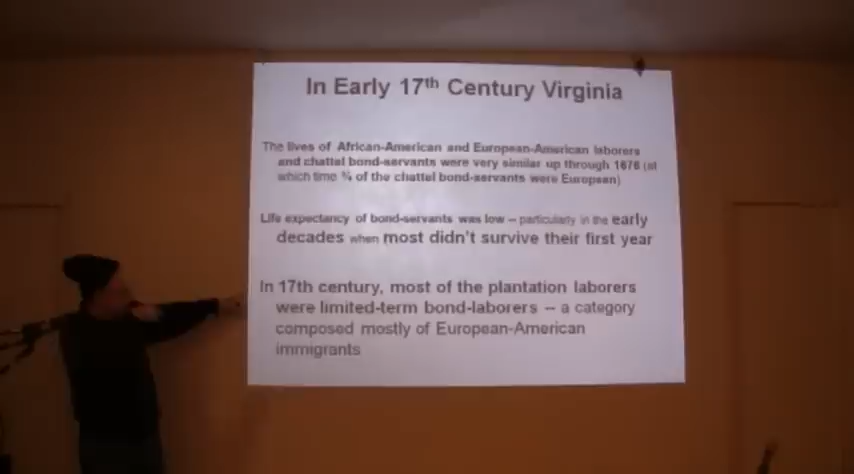 In Early 17th Century Virginia
The lives of African-American and European-American laborers
and chattel bond-servants were very similar up through 1676 (at
which time ¾ of the chattel bond-servants were European)
Life expectancy of bond-servants was low – particularly in the early
decades when most didn't survive their first year
In 17th century, most of the plantation laborers
were limited-term bond-laborers – a category
composed mostly of European-American
immigrants